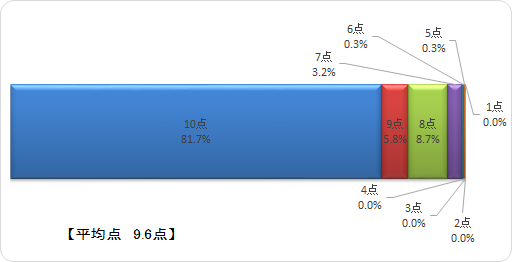 10点
81.7%
9点
5.8%
8点
8.7%
7点
3.2%
6点
0.3%
5点
0.3%
4点
0.0%
3点
0.0%
2点
0.0%
1点
0.0%
【平均点 9.6点】